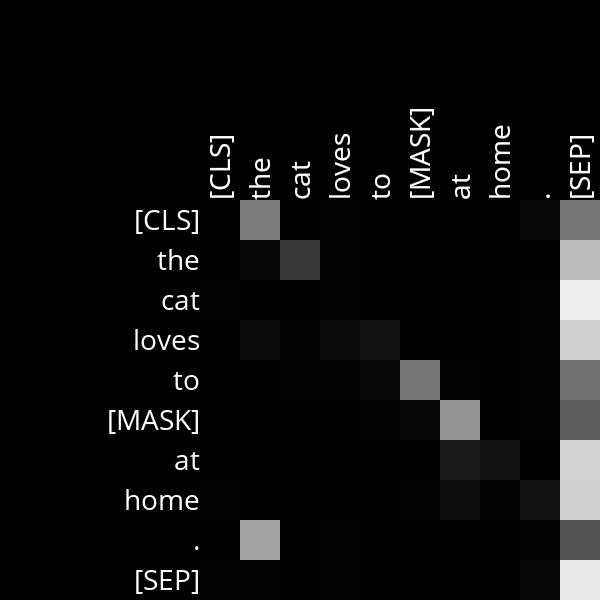 [CLS] the cat loves to [MASK] at home . [SEP]
[CLS]
the
cat
loves
to
[MASK]
at
home
.
[SEP]